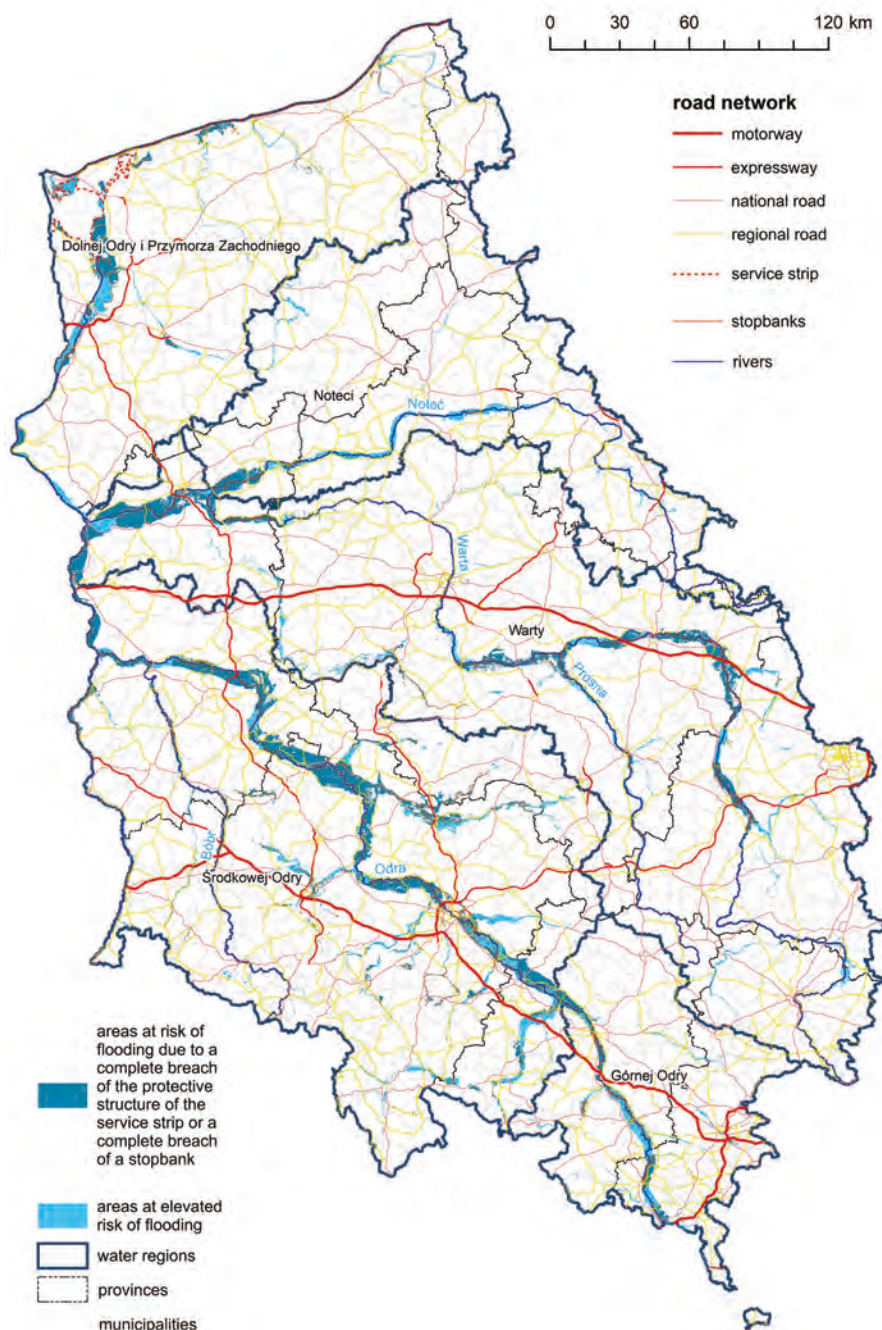 0 30 60 120 km
road network
motorway
expressway
national road
regional road
service strip
stopbanks
rivers
Dolnej Odry i Przymorza Zachodniego
Noteci
Noteć
Warta
Warty
Prosna
Bóbr
Środkowej Odry
Odra
Górnej Odry
areas at risk of
flooding due to a
complete breach
of the protective
structure of the
service strip or a
complete breach
of a stopbank
areas at elevated
risk of flooding
water regions
provinces
municipalities